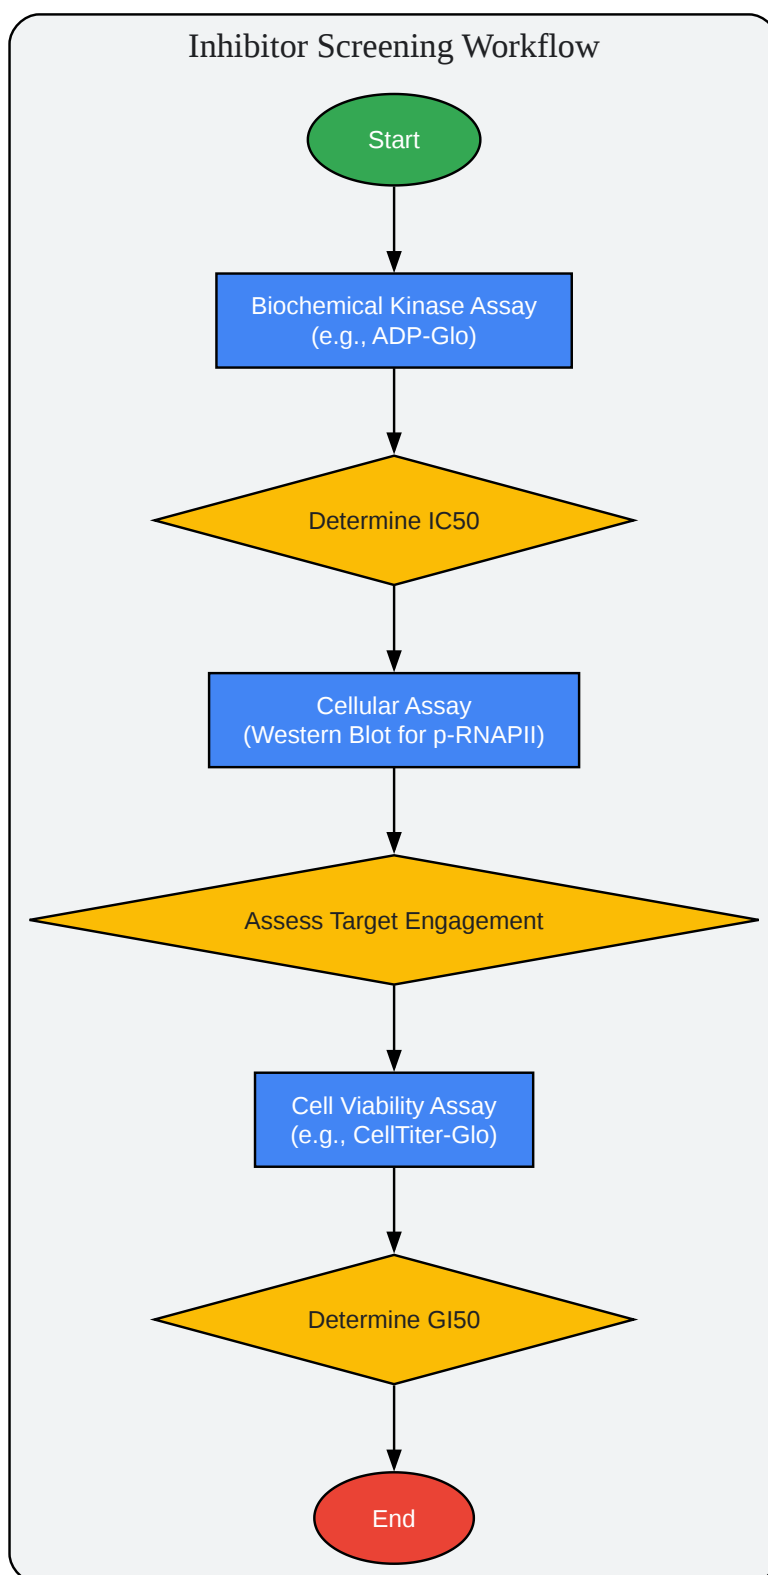 Inhibitor Screening Workflow
Start
Biochemical Kinase Assay
(e.g., ADP-Glo)
Determine IC50
Cellular Assay
(Western Blot for p-RNAPII)
Assess Target Engagement
Cell Viability Assay
(e.g., CellTiter-Glo)
Determine GI50
End